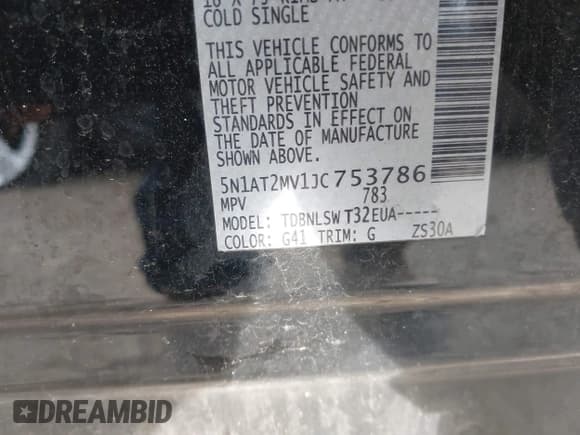 COLD SINGLE
THIS VEHICLE CONFORMS TO
ALL APPLICABLE FEDERAL
MOTOR VEHICLE SAFETY AND
THEFT PREVENTION
STANDARDS IN EFFECT ON
THE DATE OF MANUFACTURE
SHOWN ABOVE.
5N1AT2MV1JC753786
MPV 783
MODEL: TDBNLSW T32EUA-----
COLOR: G41 TRIM: G ZS30A
DREAMBID